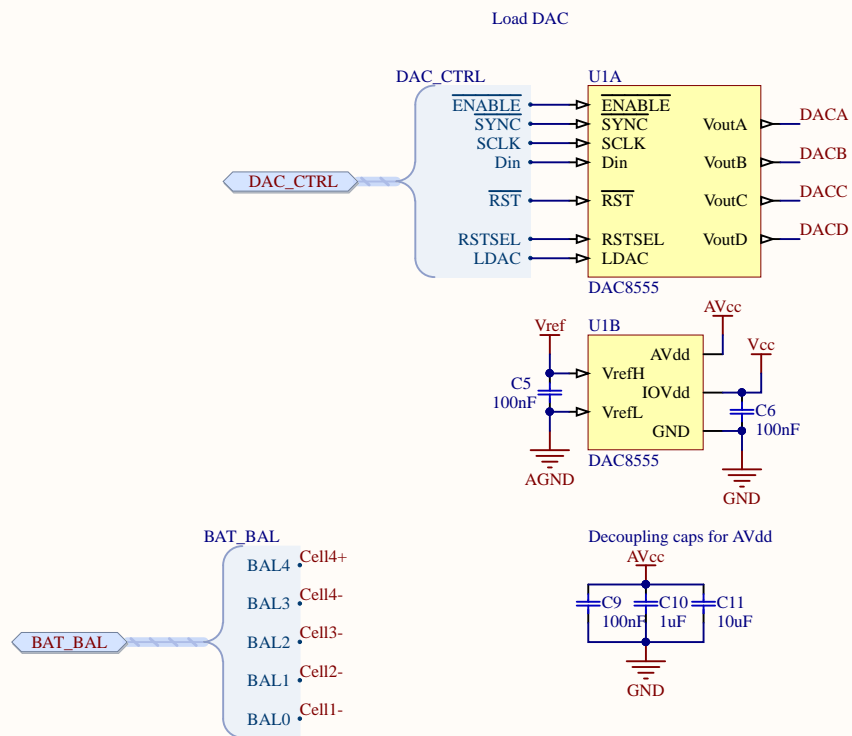 Load DAC
DAC_CTRL
U1A
ENABLE
ENABLE
SYNC
SYNC
SCLK
SCLK
Din
Din
RST
RST
RSTSEL
RSTSEL
LDAC
LDAC
VoutA
DACA
VoutB
DACB
VoutC
DACC
VoutD
DACD
DAC_CTRL
DAC8555
Vref
U1B
AVcc
Vcc
AVdd
VrefH
IOVdd
C5
100nF
VrefL
C6
100nF
GND
DAC8555
AGND
GND
BAT_BAL
BAL4
Cell4+
BAL3
Cell4-
BAL2
Cell3-
BAL1
Cell2-
BAL0
Cell1-
BAT_BAL
Decoupling caps for AVdd
AVcc
C9
100nF
C10
1uF
C11
10uF
GND